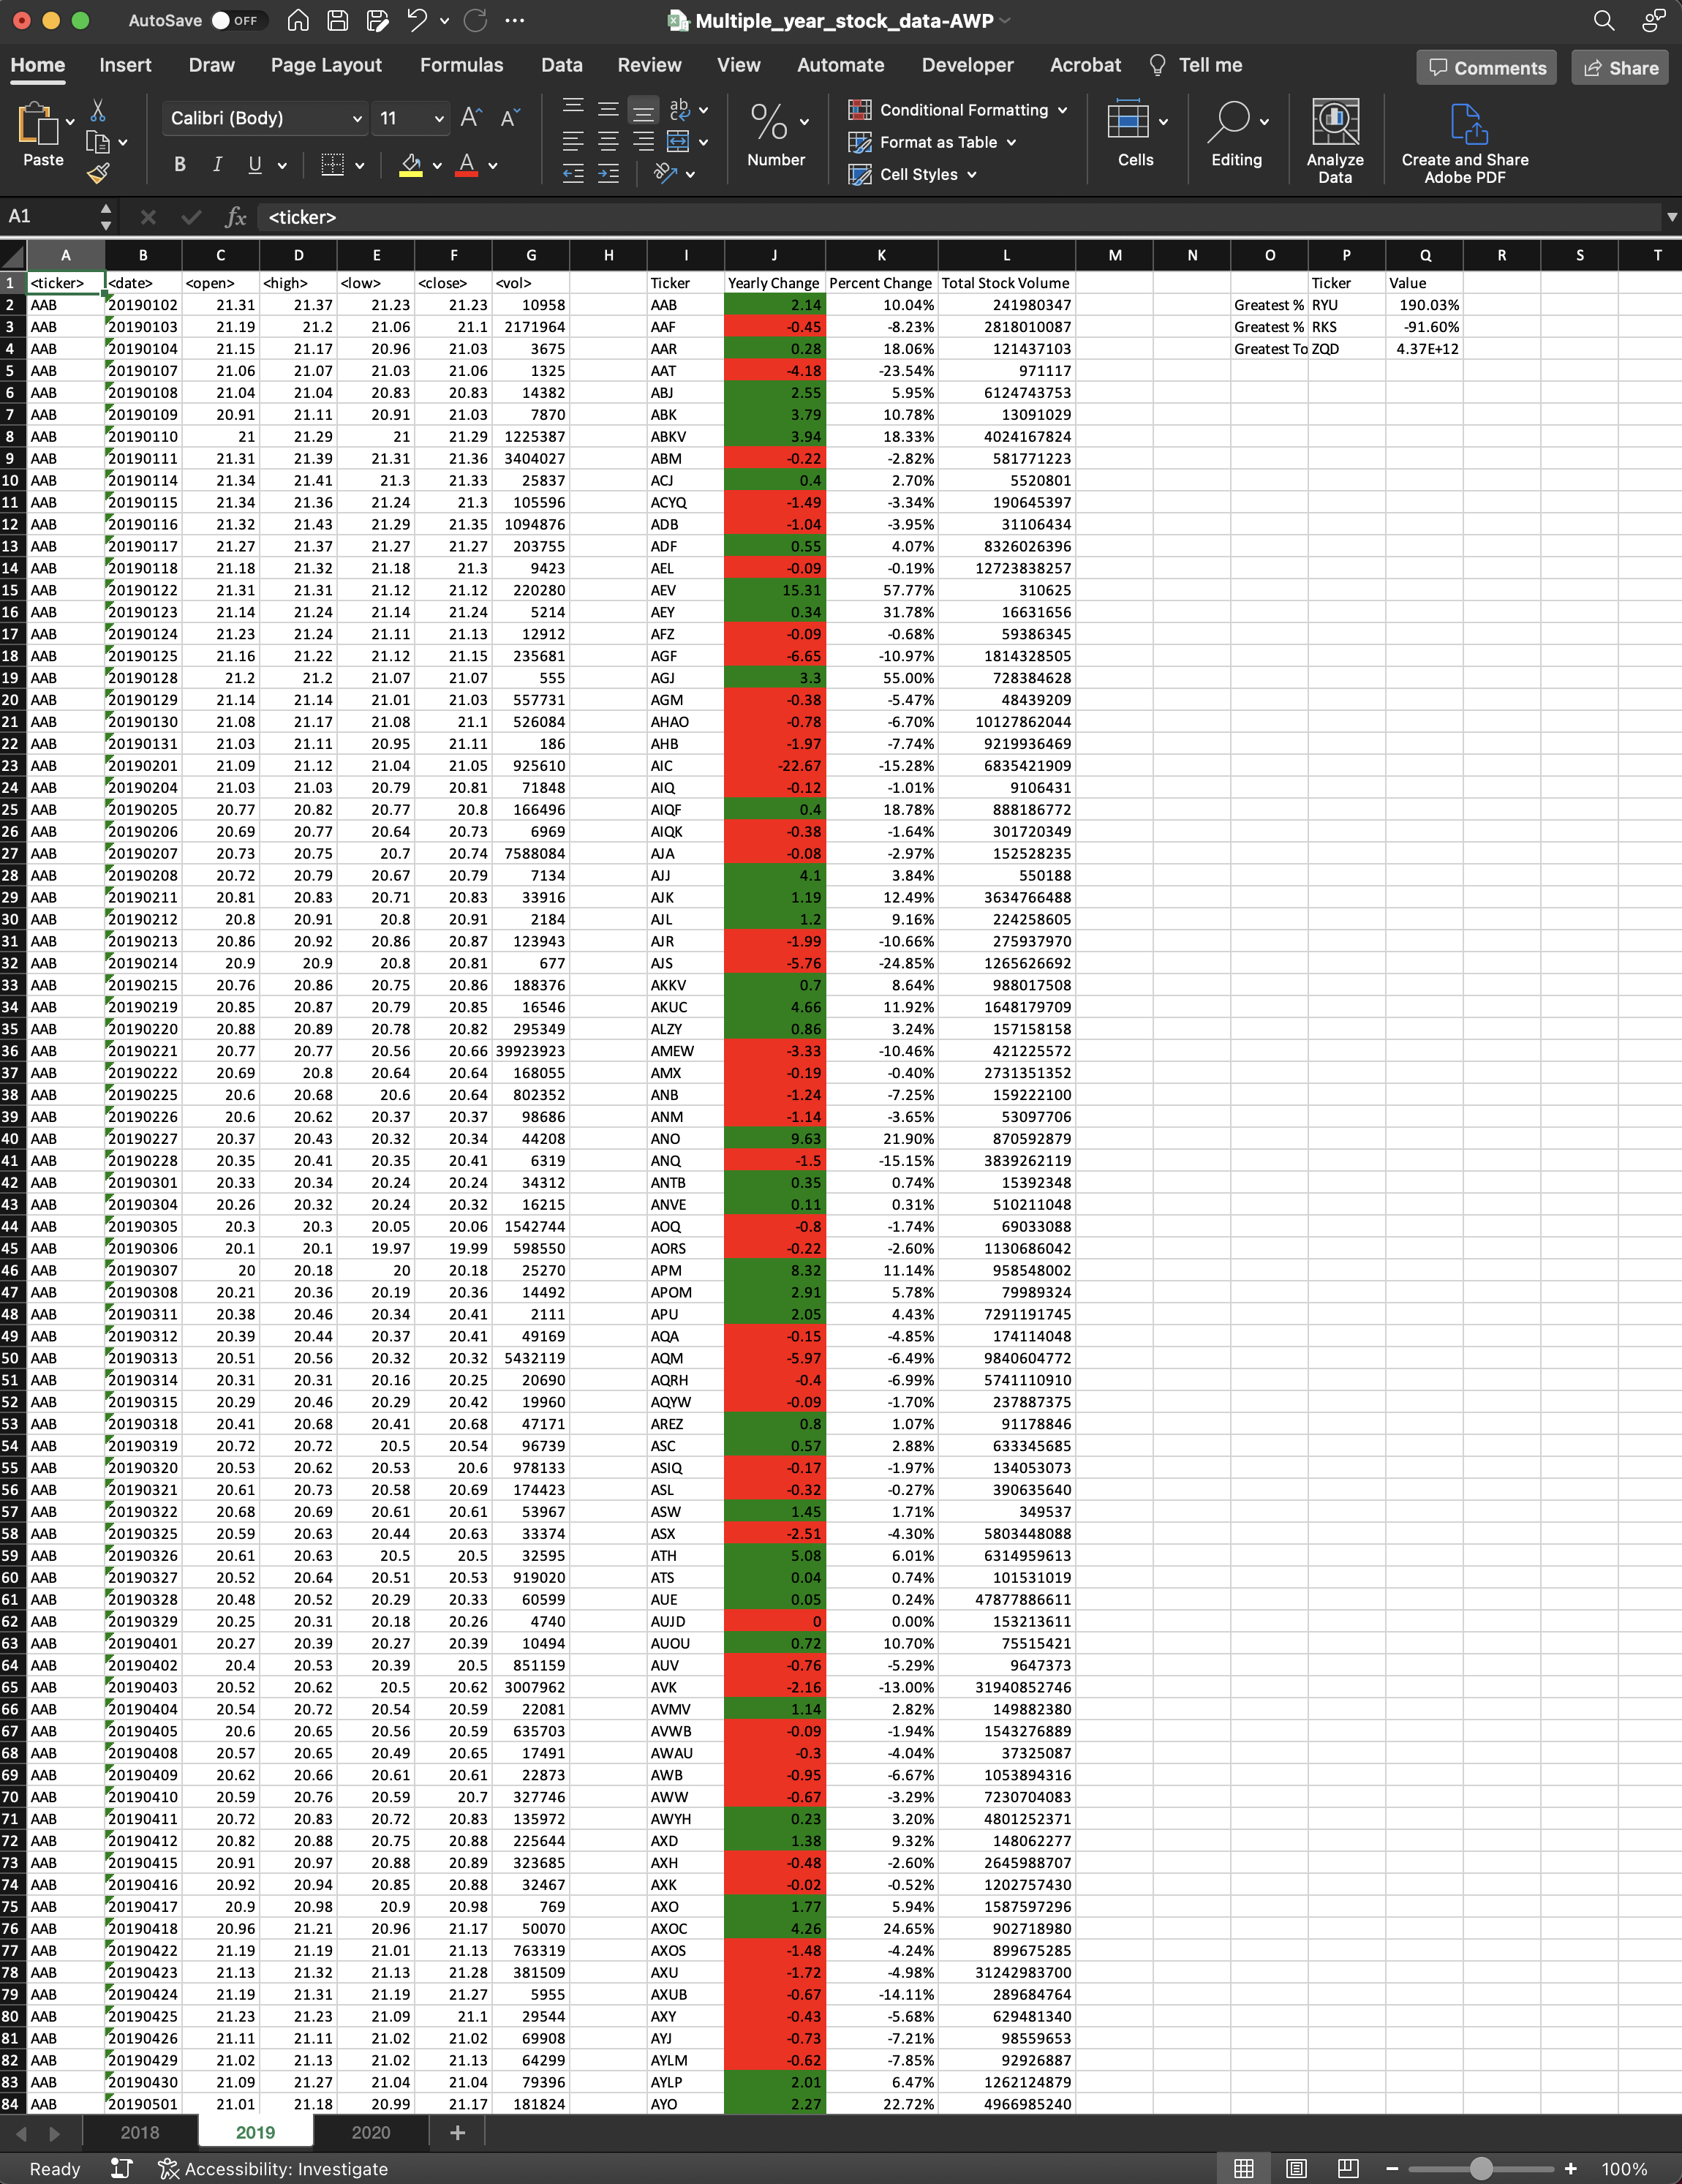 AutoSave OFF Multiple_year_stock_data-AWP
Home Insert Draw Page Layout Formulas Data Review View Automate Developer Acrobat Tell me Comments Share
Paste Calibri (Body) 11 Number Conditional Formatting Format as Table Cell Styles Cells Editing Analyze Data Create and Share Adobe PDF
A1 fx <ticker>
A B C D E F G H I J K L M N O P Q R S T
1 <ticker> <date> <open> <high> <low> <close> <vol> Ticker Yearly Change Percent Change Total Stock Volume Ticker Value
2 AAB 20190102 21.31 21.37 21.23 21.23 10958 AAB 2.14 10.04% 241980347 Greatest % RYU 190.03%
3 AAB 20190103 21.19 21.2 21.06 21.1 2171964 AAF -0.45 -8.23% 2818010087 Greatest % RKS -91.60%
4 AAB 20190104 21.15 21.17 20.96 21.03 3675 AAR 0.28 18.06% 121437103 Greatest To ZQD 4.37E+12
5 AAB 20190107 21.06 21.07 21.03 21.06 1325 AAT -4.18 -23.54% 971117
6 AAB 20190108 21.04 21.04 20.83 20.83 14382 ABJ 2.55 5.95% 6124743753
7 AAB 20190109 20.91 21.11 20.91 21.03 7870 ABK 3.79 10.78% 13091029
8 AAB 20190110 21 21.29 21 21.29 1225387 ABKV 3.94 18.33% 4024167824
9 AAB 20190111 21.31 21.39 21.31 21.36 3404027 ABM -0.22 -2.82% 581771223
10 AAB 20190114 21.34 21.41 21.3 21.33 25837 ACJ 0.4 2.70% 5520801
11 AAB 20190115 21.34 21.36 21.24 21.3 105596 ACYQ -1.49 -3.34% 190645397
12 AAB 20190116 21.32 21.43 21.29 21.35 1094876 ADB -1.04 -3.95% 31106434
13 AAB 20190117 21.27 21.37 21.27 21.27 203755 ADF 0.55 4.07% 8326026396
14 AAB 20190118 21.18 21.32 21.18 21.3 9423 AEL -0.09 -0.19% 12723838257
15 AAB 20190122 21.31 21.31 21.12 21.12 220280 AEV 15.31 57.77% 310625
16 AAB 20190123 21.14 21.24 21.14 21.24 5214 AEY 0.34 31.78% 16631656
17 AAB 20190124 21.23 21.24 21.11 21.13 12912 AFZ -0.09 -0.68% 59386345
18 AAB 20190125 21.16 21.22 21.12 21.15 235681 AGF -6.65 -10.97% 1814328505
19 AAB 20190128 21.2 21.2 21.07 21.07 555 AGJ 3.3 55.00% 728384628
20 AAB 20190129 21.14 21.14 21.01 21.03 557731 AGM -0.38 -5.47% 48439209
21 AAB 20190130 21.08 21.17 21.08 21.1 526084 AHAO -0.78 -6.70% 10127862044
22 AAB 20190131 21.03 21.11 20.95 21.11 186 AHB -1.97 -7.74% 9219936469
23 AAB 20190201 21.09 21.12 21.04 21.05 925610 AIC -22.67 -15.28% 6835421909
24 AAB 20190204 21.03 21.03 20.79 20.81 71848 AIQ -0.12 -1.01% 9106431
25 AAB 20190205 20.77 20.82 20.77 20.8 166496 AIQF 0.4 18.78% 888186772
26 AAB 20190206 20.69 20.77 20.64 20.73 6969 AIQK -0.38 -1.64% 301720349
27 AAB 20190207 20.73 20.75 20.7 20.74 7588084 AJA -0.08 -2.97% 152528235
28 AAB 20190208 20.72 20.79 20.67 20.79 7134 AJJ 4.1 3.84% 550188
29 AAB 20190211 20.81 20.83 20.71 20.83 33916 AJK 1.19 12.49% 3634766488
30 AAB 20190212 20.8 20.91 20.8 20.91 2184 AJL 1.2 9.16% 224258605
31 AAB 20190213 20.86 20.92 20.86 20.87 123943 AJR -1.99 -10.66% 275937970
32 AAB 20190214 20.9 20.9 20.8 20.81 677 AJS -5.76 -24.85% 1265626692
33 AAB 20190215 20.76 20.86 20.75 20.86 188376 AKKV 0.7 8.64% 988017508
34 AAB 20190219 20.85 20.87 20.79 20.85 16546 AKUC 4.66 11.92% 1648179709
35 AAB 20190220 20.88 20.89 20.78 20.82 295349 ALZY 0.86 3.24% 157158158
36 AAB 20190221 20.77 20.77 20.56 20.66 39923923 AMEW -3.33 -10.46% 421225572
37 AAB 20190222 20.69 20.8 20.64 20.64 168055 AMX -0.19 -0.40% 2731351352
38 AAB 20190225 20.6 20.68 20.6 20.64 802352 ANB -1.24 -7.25% 159222100
39 AAB 20190226 20.6 20.62 20.37 20.37 98686 ANM -1.14 -3.65% 53097706
40 AAB 20190227 20.37 20.43 20.32 20.34 44208 ANO 9.63 21.90% 870592879
41 AAB 20190228 20.35 20.41 20.35 20.41 6319 ANQ -1.5 -15.15% 3839262119
42 AAB 20190301 20.33 20.34 20.24 20.24 34312 ANTB 0.35 0.74% 15392348
43 AAB 20190304 20.26 20.32 20.24 20.32 16215 ANVE 0.11 0.31% 510211048
44 AAB 20190305 20.3 20.3 20.05 20.06 1542744 AOQ -0.8 -1.74% 69033088
45 AAB 20190306 20.1 20.1 19.97 19.99 598550 AORS -0.22 -2.60% 1130686042
46 AAB 20190307 20 20.18 20 20.18 25270 APM 8.32 11.14% 958548002
47 AAB 20190308 20.21 20.36 20.19 20.36 14492 APOM 2.91 5.78% 79989324
48 AAB 20190311 20.38 20.46 20.34 20.41 2111 APU 2.05 4.43% 7291191745
49 AAB 20190312 20.39 20.44 20.37 20.41 49169 AQA -0.15 -4.85% 174114048
50 AAB 20190313 20.51 20.56 20.32 20.32 5432119 AQM -5.97 -6.49% 9840604772
51 AAB 20190314 20.31 20.31 20.16 20.25 20690 AQRH -0.4 -6.99% 5741110910
52 AAB 20190315 20.29 20.46 20.29 20.42 19960 AQYW -0.09 -1.70% 237887375
53 AAB 20190318 20.41 20.68 20.41 20.68 47171 AREZ 0.8 1.07% 91178846
54 AAB 20190319 20.72 20.72 20.5 20.54 96739 ASC 0.57 2.88% 633345685
55 AAB 20190320 20.53 20.62 20.53 20.6 978133 ASIQ -0.17 -1.97% 134053073
56 AAB 20190321 20.61 20.73 20.58 20.69 174423 ASL -0.32 -0.27% 390635640
57 AAB 20190322 20.68 20.69 20.61 20.61 53967 ASW 1.45 1.71% 349537
58 AAB 20190325 20.59 20.63 20.44 20.63 33374 ASX -2.51 -4.30% 5803448088
59 AAB 20190326 20.61 20.63 20.5 20.5 32595 ATH 5.08 6.01% 6314959613
60 AAB 20190327 20.52 20.64 20.51 20.53 919020 ATS 0.04 0.74% 101531019
61 AAB 20190328 20.48 20.52 20.29 20.33 60599 AUE 0.05 0.24% 47877886611
62 AAB 20190329 20.25 20.31 20.18 20.26 4740 AUJD 0 0.00% 153213611
63 AAB 20190401 20.27 20.39 20.27 20.39 10494 AUOU 0.72 10.70% 75515421
64 AAB 20190402 20.4 20.53 20.39 20.5 851159 AUV -0.76 -5.29% 9647373
65 AAB 20190403 20.52 20.62 20.5 20.62 3007962 AVK -2.16 -13.00% 31940852746
66 AAB 20190404 20.54 20.72 20.54 20.59 22081 AVMV 1.14 2.82% 149882380
67 AAB 20190405 20.6 20.65 20.56 20.59 635703 AVWB -0.09 -1.94% 1543276889
68 AAB 20190408 20.57 20.65 20.49 20.65 17491 AWAU -0.3 -4.04% 37325087
69 AAB 20190409 20.62 20.66 20.61 20.61 22873 AWB -0.95 -6.67% 1053894316
70 AAB 20190410 20.59 20.76 20.59 20.7 327746 AWW -0.67 -3.29% 7230704083
71 AAB 20190411 20.72 20.83 20.72 20.83 135972 AWYH 0.23 3.20% 4801252371
72 AAB 20190412 20.82 20.88 20.75 20.88 225644 AXD 1.38 9.32% 148062277
73 AAB 20190415 20.91 20.97 20.88 20.89 323685 AXH -0.48 -2.60% 2645988707
74 AAB 20190416 20.92 20.94 20.85 20.88 32467 AXK -0.02 -0.52% 1202757430
75 AAB 20190417 20.9 20.98 20.9 20.98 769 AXO 1.77 5.94% 1587597296
76 AAB 20190418 20.96 21.21 20.96 21.17 50070 AXOC 4.26 24.65% 902718980
77 AAB 20190422 21.19 21.19 21.01 21.13 763319 AXOS -1.48 -4.24% 899675285
78 AAB 20190423 21.13 21.32 21.13 21.28 381509 AXU -1.72 -4.98% 31242983700
79 AAB 20190424 21.19 21.31 21.19 21.27 5955 AXUB -0.67 -14.11% 289684764
80 AAB 20190425 21.23 21.23 21.09 21.1 29544 AXY -0.43 -5.68% 629481340
81 AAB 20190426 21.11 21.11 21.02 21.02 69908 AYJ -0.73 -7.21% 98559653
82 AAB 20190429 21.02 21.13 21.02 21.13 64299 AYLM -0.62 -7.85% 92926887
83 AAB 20190430 21.09 21.27 21.04 21.04 79396 AYLP 2.01 6.47% 1262124879
84 AAB 20190501 21.01 21.18 20.99 21.17 181824 AYO 2.27 22.72% 4966985240
2018 2019 2020 +
Ready Accessibility: Investigate 100%